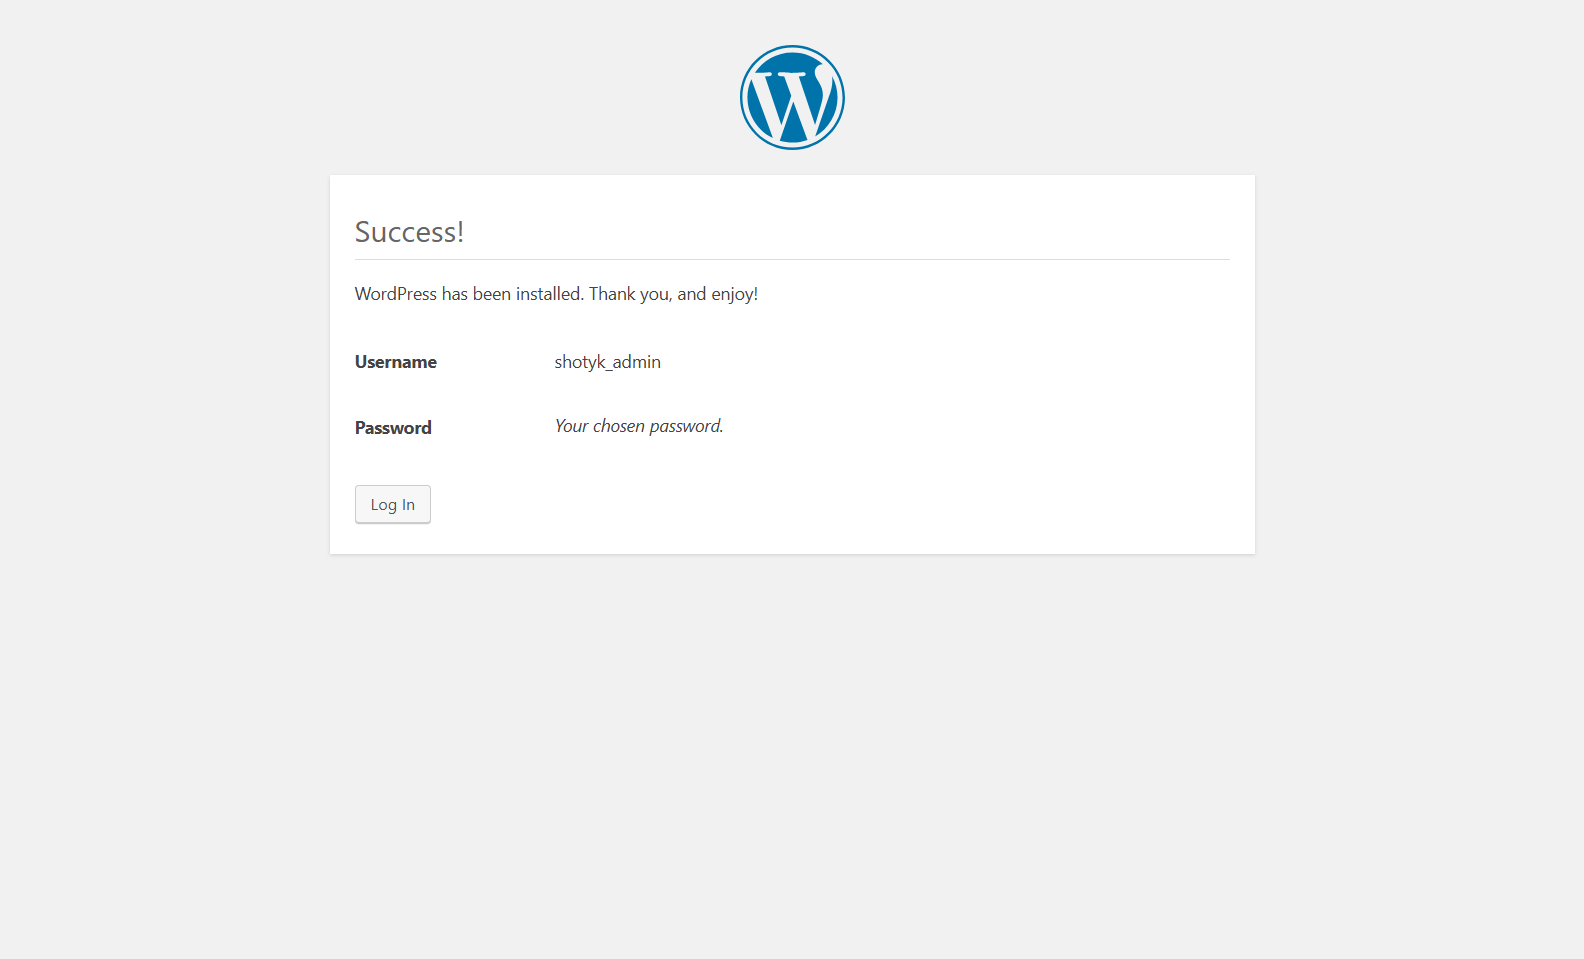 Success!
WordPress has been installed. Thank you, and enjoy!
Username shotyk_admin
Password Your chosen password.
Log In